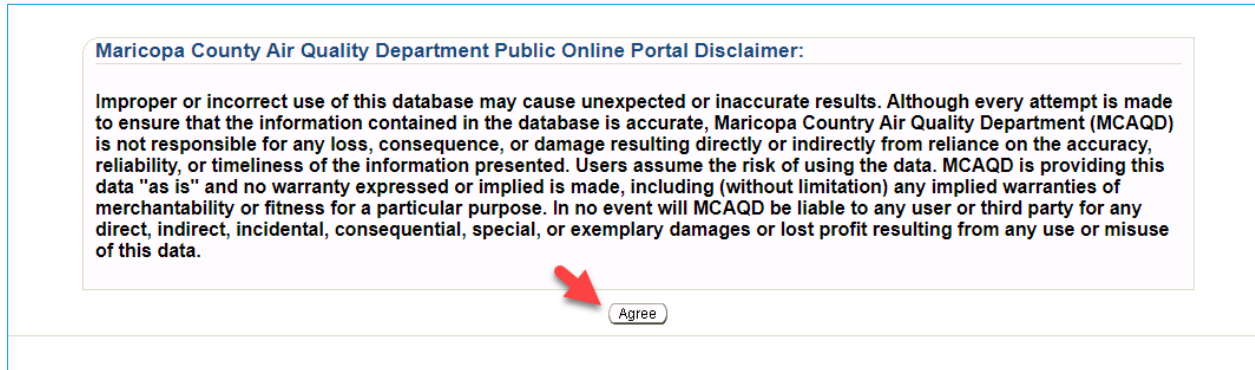 Maricopa County Air Quality Department Public Online Portal Disclaimer:
Improper or incorrect use of this database may cause unexpected or inaccurate results. Although every attempt is made
to ensure that the information contained in the database is accurate, Maricopa Country Air Quality Department (MCAQD)
is not responsible for any loss, consequence, or damage resulting directly or indirectly from reliance on the accuracy,
reliability, or timeliness of the information presented. Users assume the risk of using the data. MCAQD is providing this
data "as is" and no warranty expressed or implied is made, including (without limitation) any implied warranties of
merchantability or fitness for a particular purpose. In no event will MCAQD be liable to any user or third party for any
direct, indirect, incidental, consequential, special, or exemplary damages or lost profit resulting from any use or misuse
of this data.
Agree